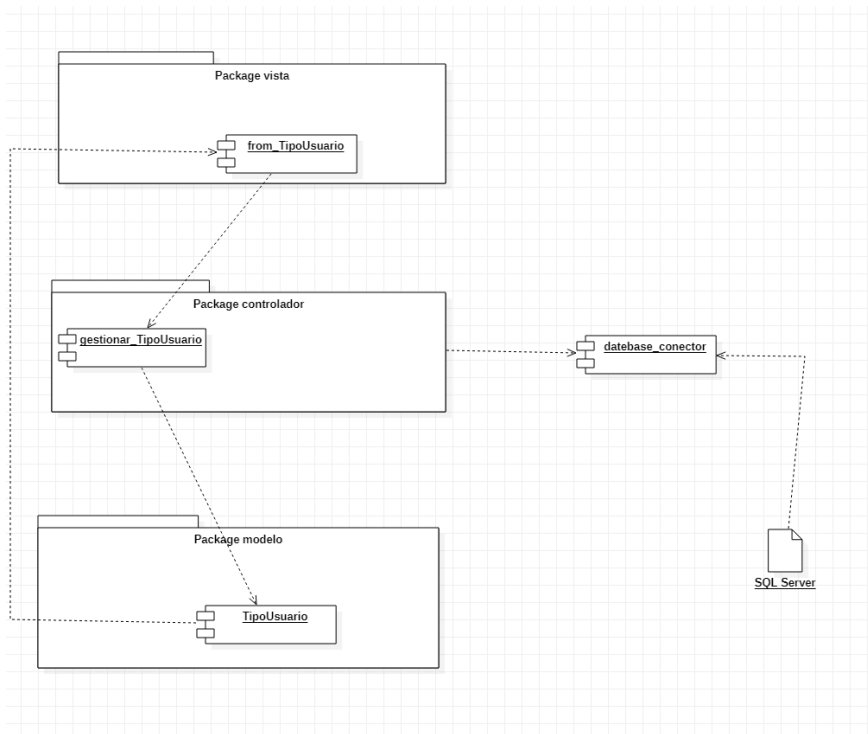 Package vista
from_TipoUsuario
Package controlador
gestionar_TipoUsuario
datebase_conector
Package modelo
SQL Server
TipoUsuario